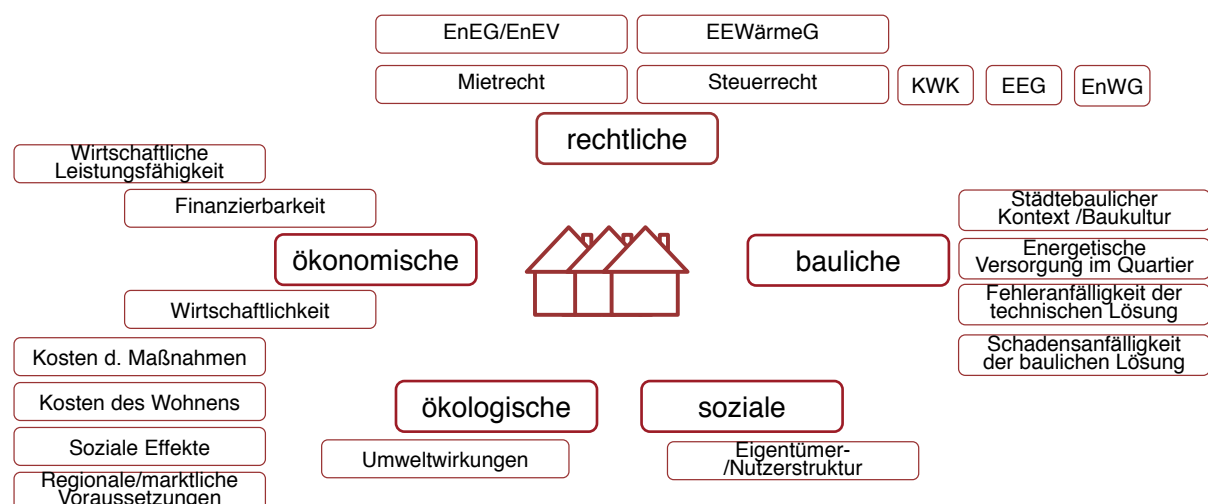 EnEG/EnEV
EEWärmeG
Mietrecht
Steuerrecht
KWK
EEG
EnWG
rechtliche
Wirtschaftliche
Leistungsfähigkeit
Finanzierbarkeit
ökonomische
Wirtschaftlichkeit
Kosten d. Maßnahmen
Kosten des Wohnens
Soziale Effekte
Regionale/marktliche
Voraussetzungen
bauliche
Städtebaulicher
Kontext /Baukultur
Energetische
Versorgung im Quartier
Fehleranfälligkeit der
technischen Lösung
Schadensanfälligkeit
der baulichen Lösung
ökologische
Umweltwirkungen
soziale
Eigentümer-
/Nutzerstruktur